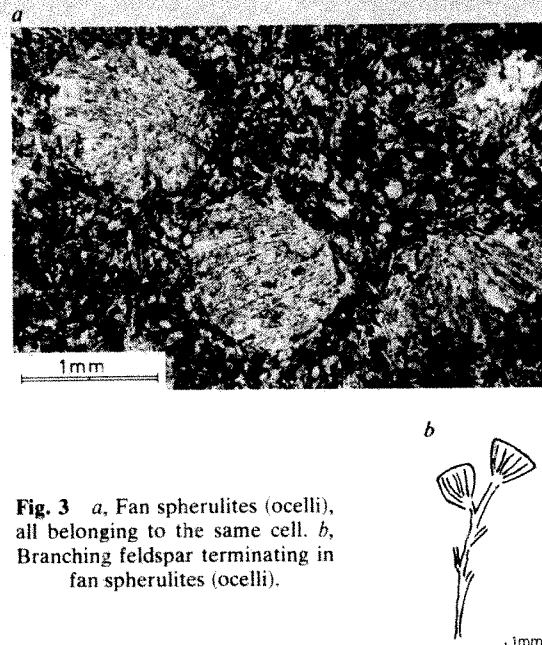 a
1mm
b
Fig. 3 a, Fan spherulites (ocelli),
all belonging to the same cell. b,
Branching feldspar terminating in
fan spherulites (ocelli).
.1mm